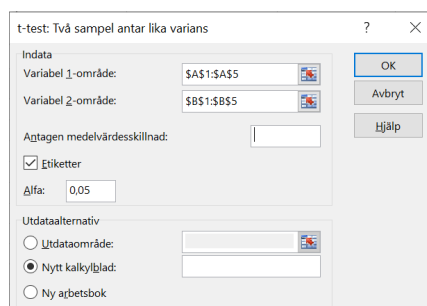 t-test: Två sampel antar lika varians ? ×
Indata
Variabel 1-område: $A$1:$A$5 OK
Variabel 2-område: $B$1:$B$5 Avbryt
Antagen medelvärdesskillnad: Hjälp
Etiketter
Alfa: 0,05
Utdataalternativ
Utdataområde:
Nytt kalkylblad:
Ny arbetsbok